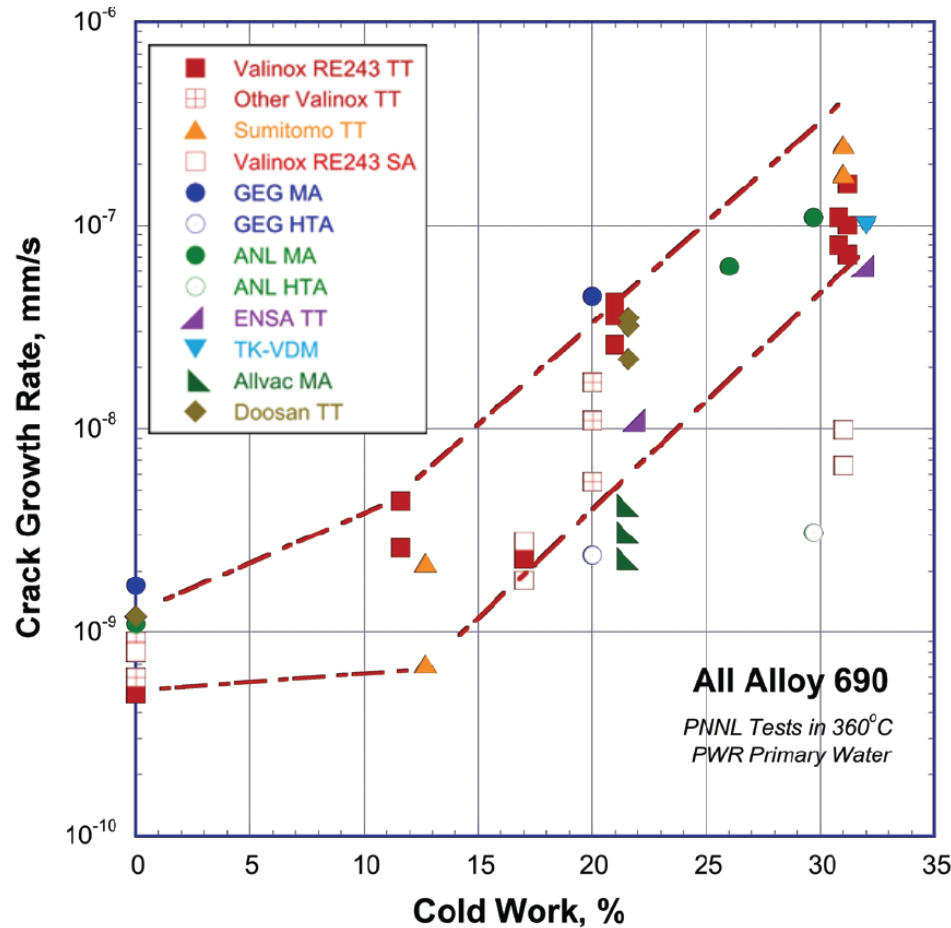 10⁻⁶
Valinox RE243 TT
Other Valinox TT
Sumitomo TT
Valinox RE243 SA
GEG MA
GEG HTA
ANL MA
ANL HTA
ENSA TT
TK-VDM
Allvac MA
Doosan TT
10⁻⁷
10⁻⁸
10⁻⁹
10⁻¹⁰
Crack Growth Rate, mm/s
All Alloy 690
PNNL Tests in 360⁰C
PWR Primary Water
0 5 10 15 20 25 30 35
Cold Work, %